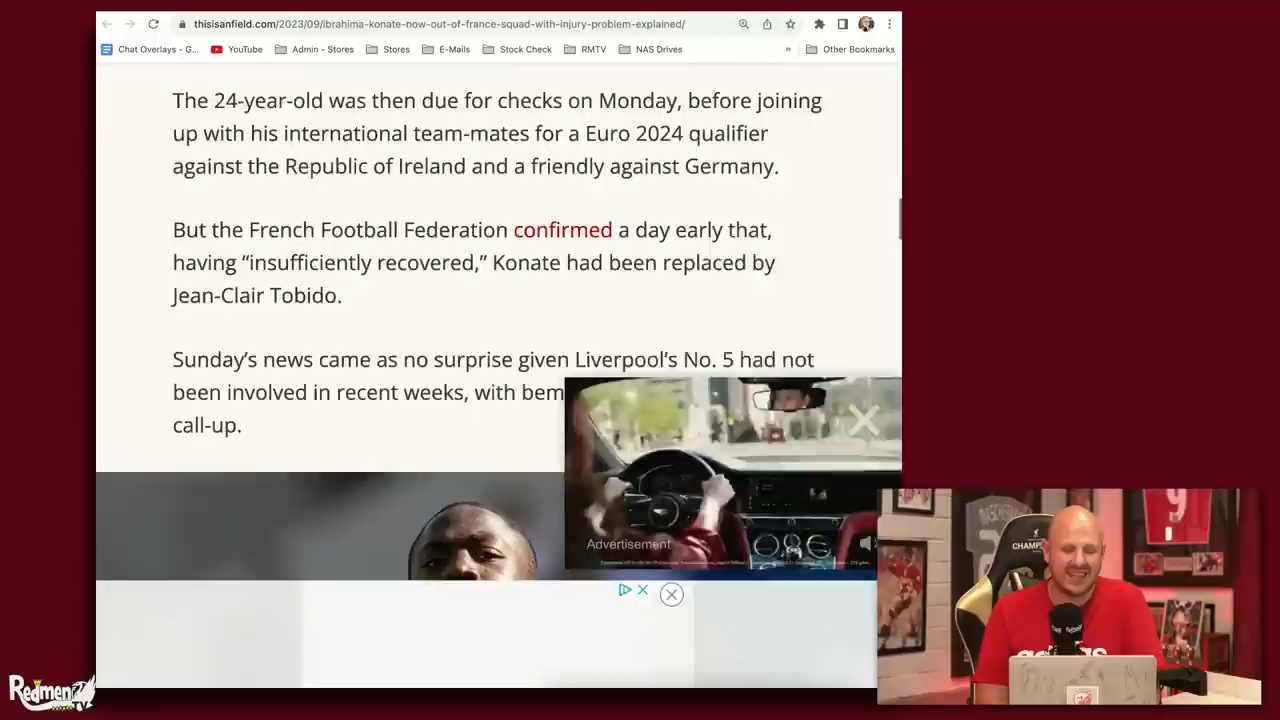 thisisanfield.com/2023/09/ibrahima-konate-now-out-of-france-squad-with-injury-problem-explained/
Chat Overlays - G... YouTube Admin - Stores Stores E-Mails Stock Check RMTV NAS Drives » Other Bookmarks
The 24-year-old was then due for checks on Monday, before joining
up with his international team-mates for a Euro 2024 qualifier
against the Republic of Ireland and a friendly against Germany.
But the French Football Federation confirmed a day early that,
having “insufficiently recovered,” Konate had been replaced by
Jean-Clair Tobido.
Sunday’s news came as no surprise given Liverpool’s No. 5 had not
been involved in recent weeks, with bem
call-up.
Advertisement
CHAMP
9
Redmen
TV